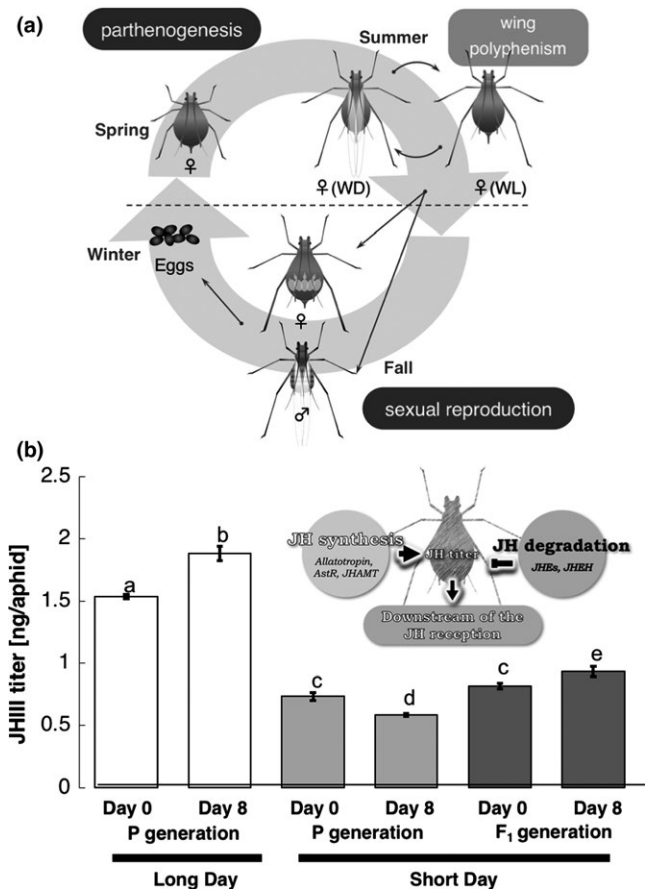 (a)
parthenogenesis
Summer
wing
polyphenism
Spring
♀
♀(WD)
♀(WL)
Winter
Eggs
♀
Fall
♂
sexual reproduction
(b)
JHIII titer [ng/aphid]
2.5
2
1.5
1
0.5
0
a
b
c
d
c
e
JH synthesis
Allatotropin,
AstR, JHAMT
JH titer
JH degradation
JHEs, JHEH
Downstream of the
JH reception
Day 0
Day 8
Day 0
Day 8
Day 0
Day 8
P generation
P generation
F₁ generation
Long Day
Short Day